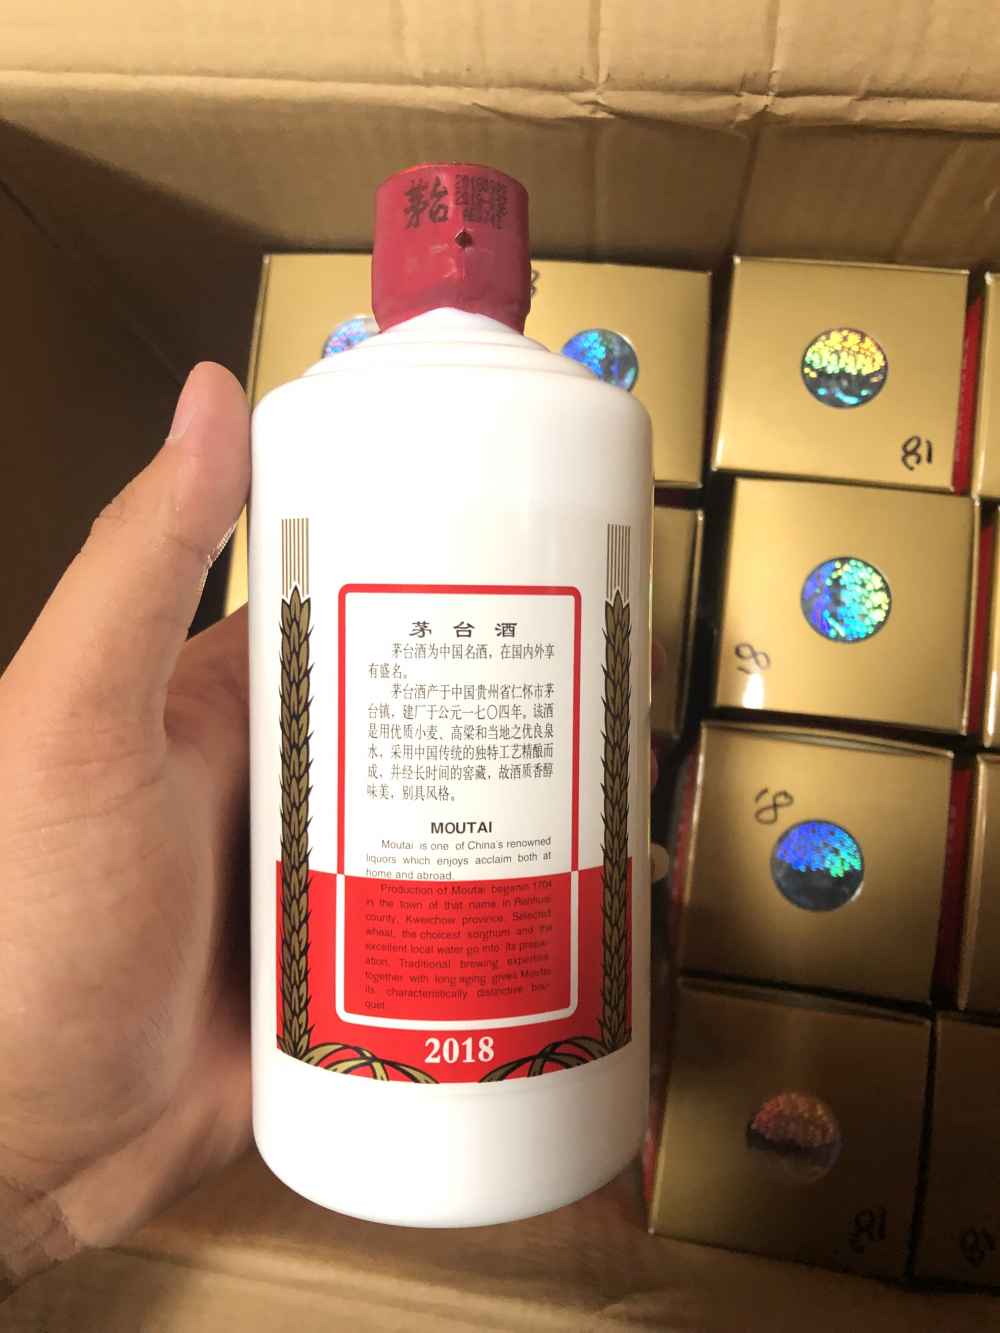 茅台
茅台酒
茅台酒为中国名酒，在国内外享
有盛名。
茅台酒产于中国贵州省仁怀市茅
台镇，建厂于公元一七〇四年。该酒
是用优质小麦、高粱和当地之优良泉
水，采用中国传统的独特工艺精酿而
成，并经长时间的窖藏，故酒质香醇
味美，别具风格。
MOUTAI
Moutai is one of China's renowned
liquors which enjoys acclaim both at
home and abroad.
Production of Moutai began in 1704
in the town of that name in Renhuai
county, Kweichow province. Selected
wheat, the choicest sorghum and the
excellent local water go into its prepar-
ation. Traditional brewing expertise
together with long aging gives Moutai
its characteristically distinctive bou-
quet.
2018
18
18
18
18
18